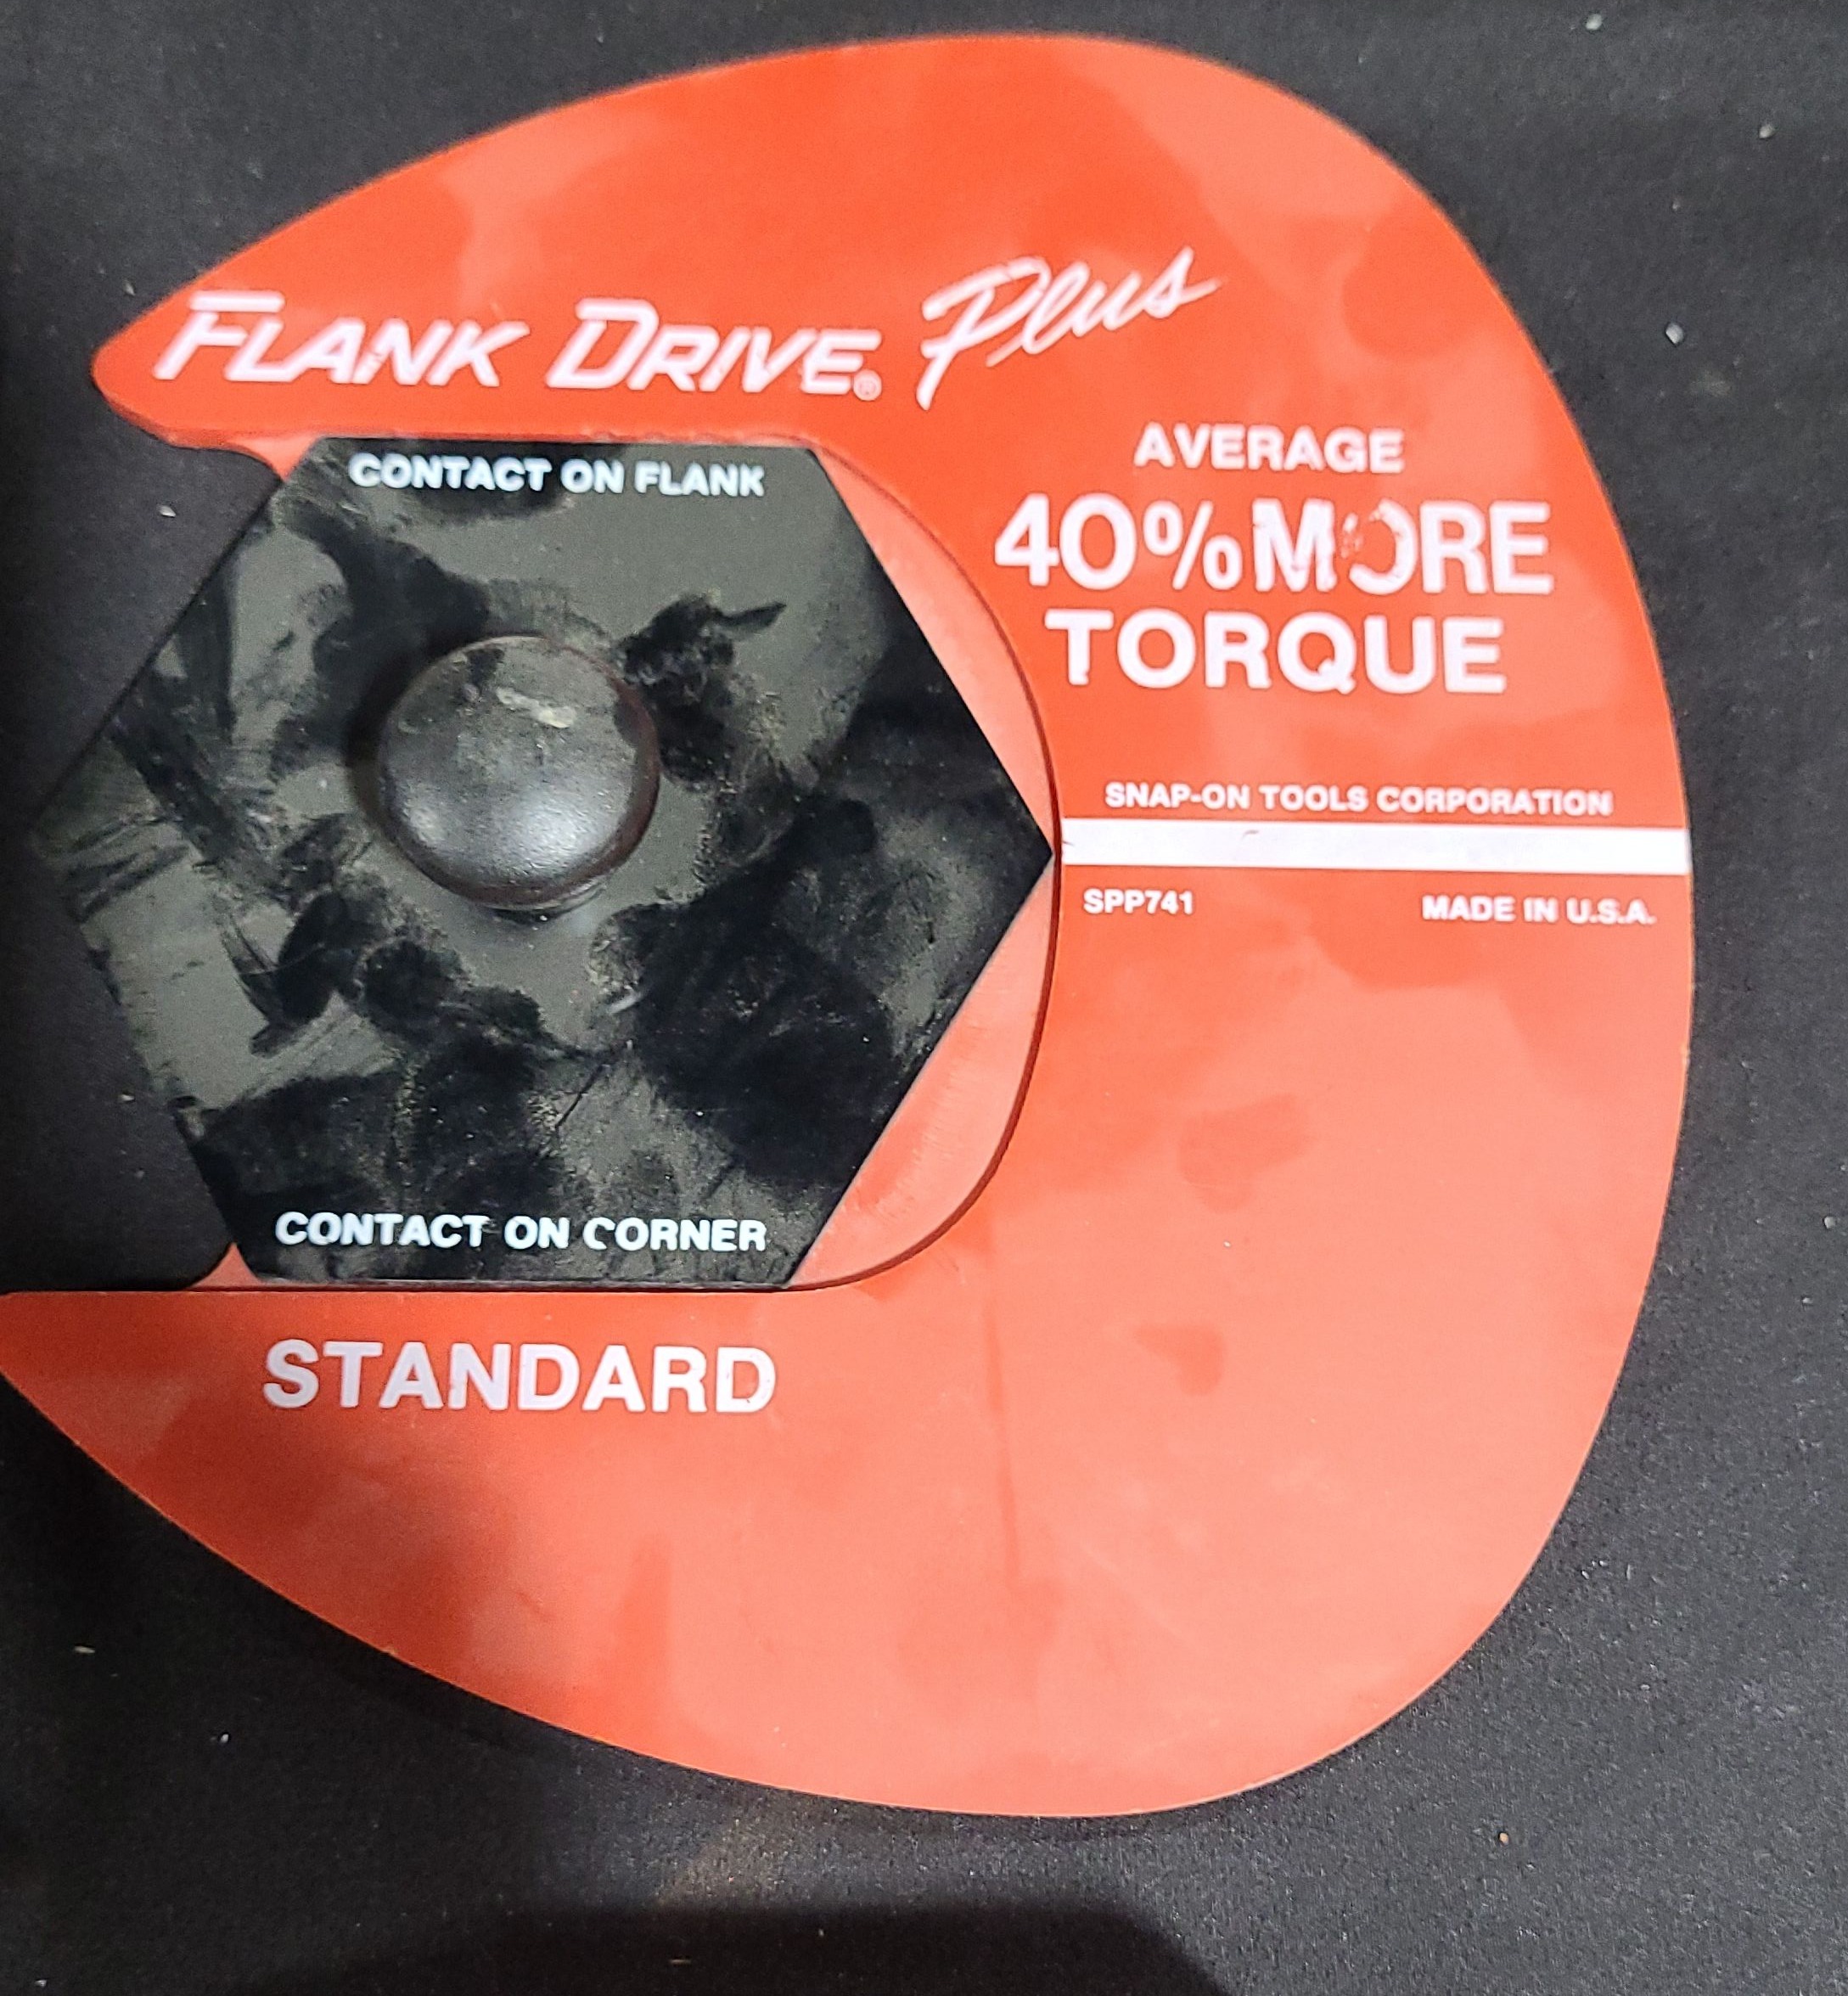 FLANK DRIVE® Plus
CONTACT ON FLANK
AVERAGE
40% MORE
TORQUE
SNAP-ON TOOLS CORPORATION
SPP741 MADE IN U.S.A.
CONTACT ON CORNER
STANDARD